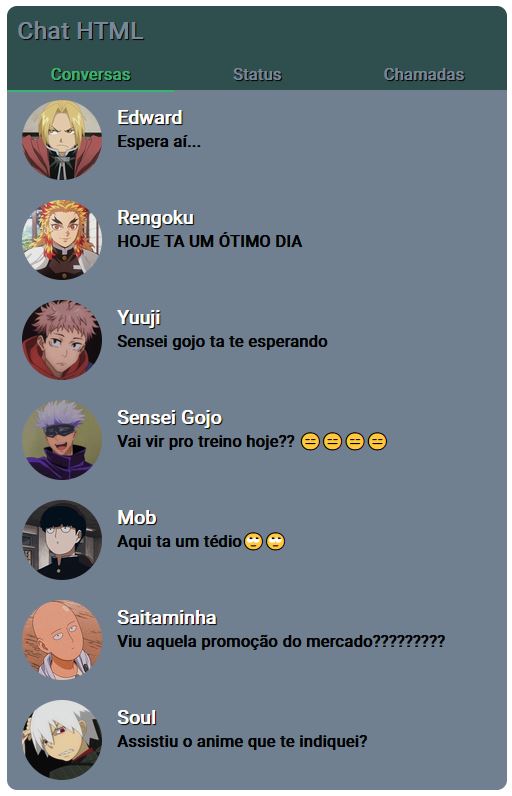 Chat HTML
Conversas Status Chamadas
Edward
Espera aí...
Rengoku
HOJE TA UM ÓTIMO DIA
Yuuji
Sensei gojo ta te esperando
Sensei Gojo
Vai vir pro treino hoje?? 😑😑😑😑
Mob
Aqui ta um tédio🙄🙄
Saitaminha
Viu aquela promoção do mercado?????????
Soul
Assistiu o anime que te indiquei?